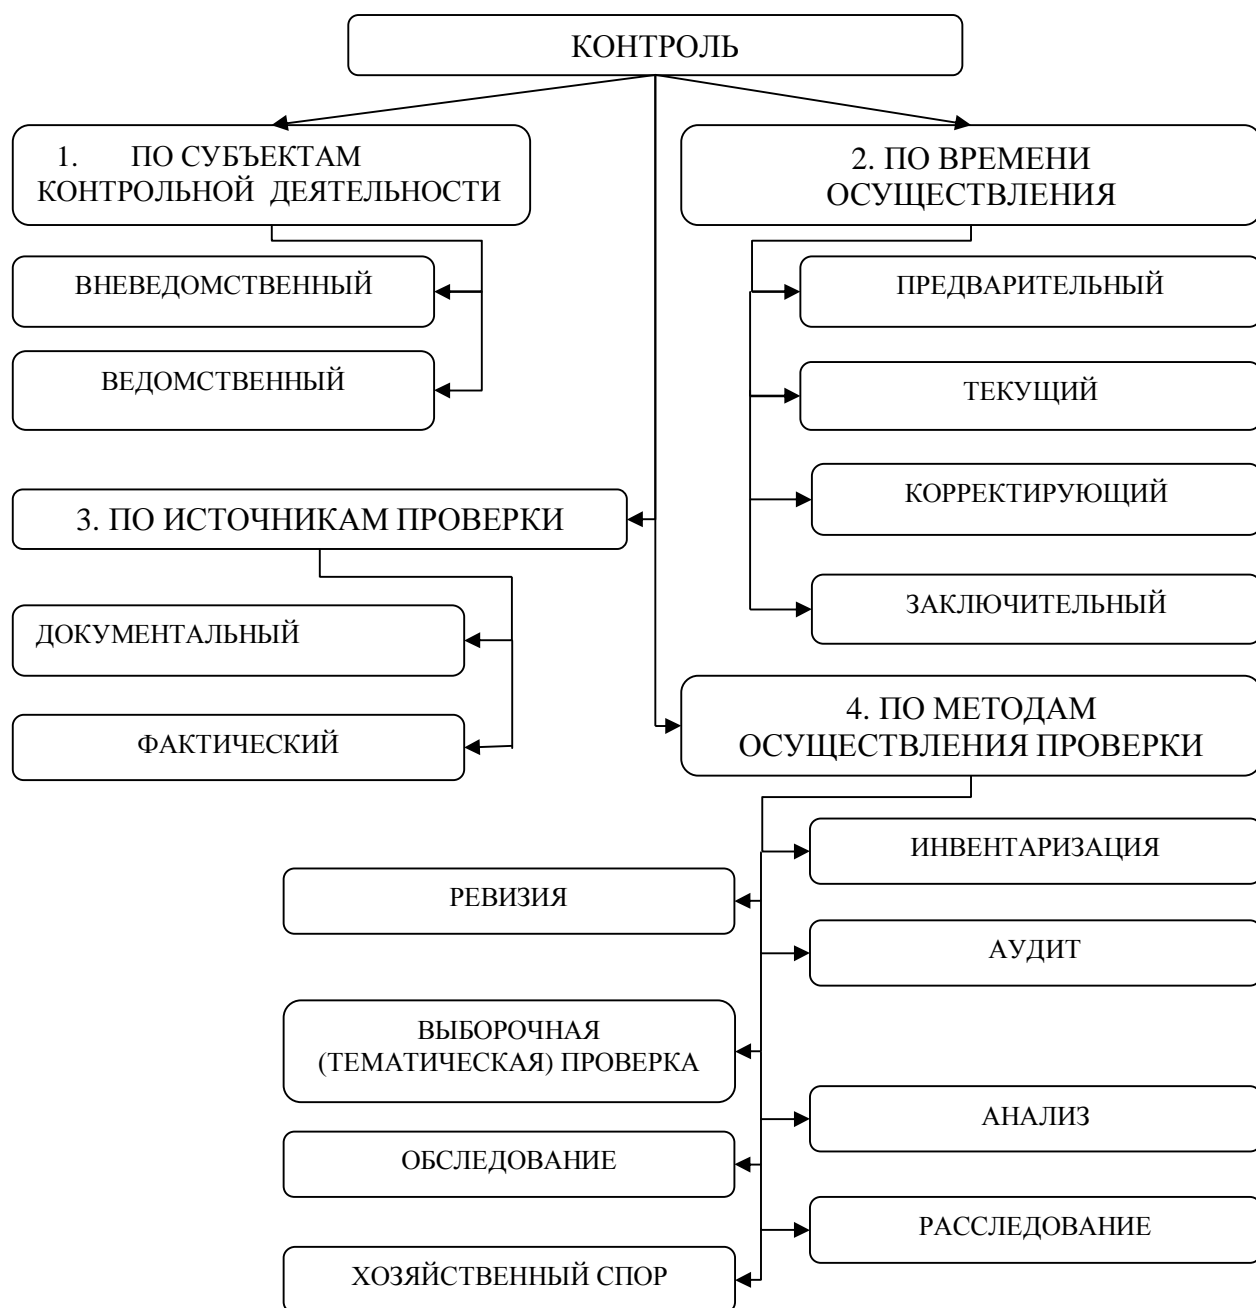 КОНТРОЛЬ
1. ПО СУБЪЕКТАМ
КОНТРОЛЬНОЙ ДЕЯТЕЛЬНОСТИ
ВНЕВЕДОМСТВЕННЫЙ
ВЕДОМСТВЕННЫЙ
2. ПО ВРЕМЕНИ
ОСУЩЕСТВЛЕНИЯ
ПРЕДВАРИТЕЛЬНЫЙ
ТЕКУЩИЙ
КОРРЕКТИРУЮЩИЙ
ЗАКЛЮЧИТЕЛЬНЫЙ
3. ПО ИСТОЧНИКАМ ПРОВЕРКИ
ДОКУМЕНТАЛЬНЫЙ
ФАКТИЧЕСКИЙ
4. ПО МЕТОДАМ
ОСУЩЕСТВЛЕНИЯ ПРОВЕРКИ
ИНВЕНТАРИЗАЦИЯ
РЕВИЗИЯ
АУДИТ
ВЫБОРОЧНАЯ
(ТЕМАТИЧЕСКАЯ) ПРОВЕРКА
АНАЛИЗ
ОБСЛЕДОВАНИЕ
РАССЛЕДОВАНИЕ
ХОЗЯЙСТВЕННЫЙ СПОР